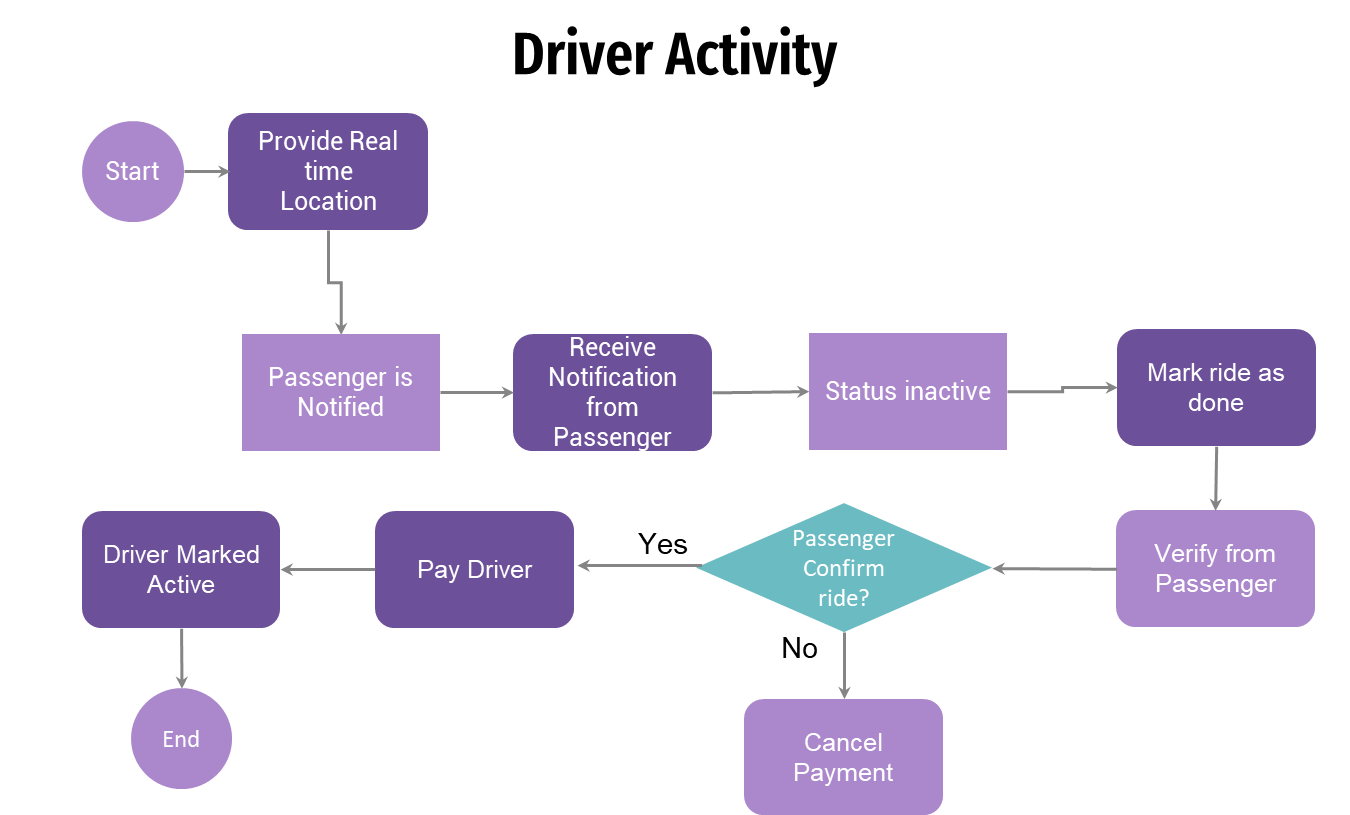 Driver Activity
Start
Provide Real
time
Location
Passenger is
Notified
Receive
Notification
from
Passenger
Status inactive
Mark ride as
done
Driver Marked
Active
Pay Driver
Yes
Passenger
Confirm
ride?
No
Verify from
Passenger
End
Cancel
Payment